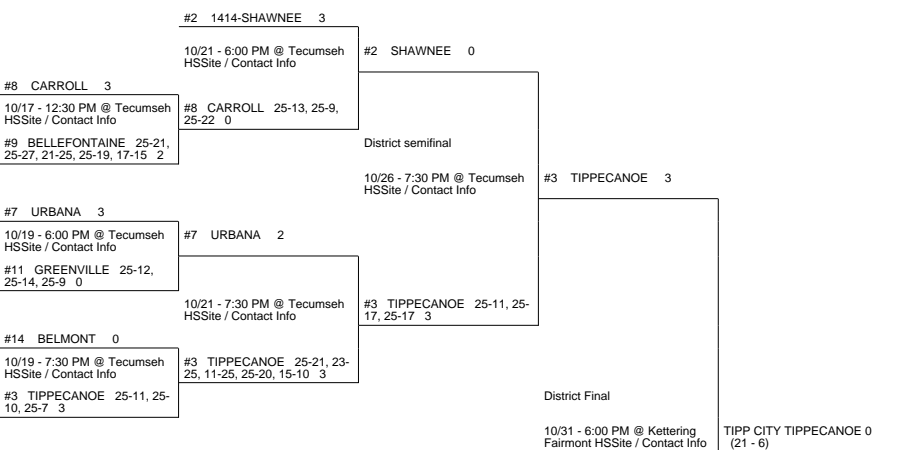 #2 1414-SHAWNEE 3
10/21 - 6:00 PM @ Tecumseh
HSSite / Contact Info
#2 SHAWNEE 0
#8 CARROLL 3
10/17 - 12:30 PM @ Tecumseh
HSSite / Contact Info
#8 CARROLL 25-13, 25-9,
25-22 0
#9 BELLEFONTAINE 25-21,
25-27, 21-25, 25-19, 17-15 2
District semifinal
10/26 - 7:30 PM @ Tecumseh
HSSite / Contact Info
#3 TIPPECANOE 3
#7 URBANA 3
10/19 - 6:00 PM @ Tecumseh
HSSite / Contact Info
#7 URBANA 2
#11 GREENVILLE 25-12,
25-14, 25-9 0
10/21 - 7:30 PM @ Tecumseh
HSSite / Contact Info
#3 TIPPECANOE 25-11, 25-
17, 25-17 3
#14 BELMONT 0
10/19 - 7:30 PM @ Tecumseh
HSSite / Contact Info
#3 TIPPECANOE 25-21, 23-
25, 11-25, 25-20, 15-10 3
#3 TIPPECANOE 25-11, 25-
10, 25-7 3
District Final
10/31 - 6:00 PM @ Kettering
Fairmont HSSite / Contact Info
TIPP CITY TIPPECANOE 0
(21 - 6)